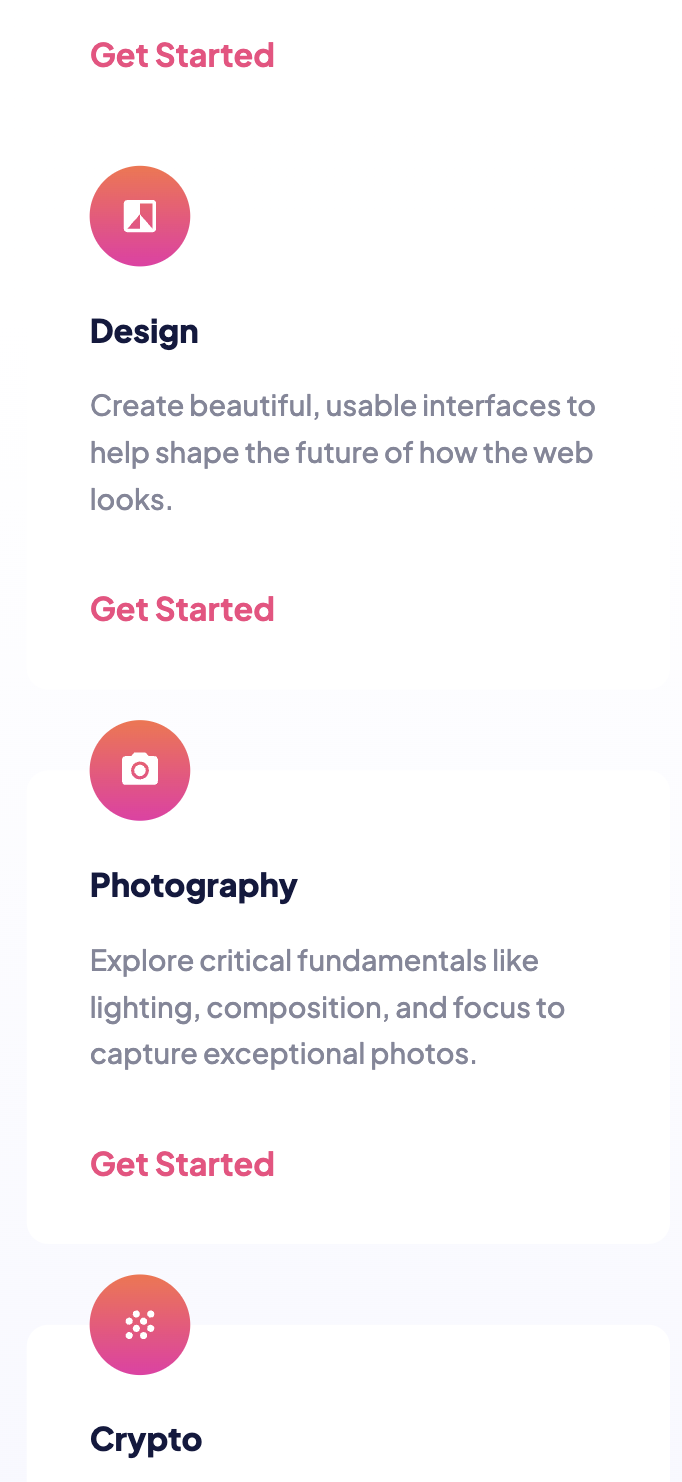 Get Started
Design
Create beautiful, usable interfaces to
help shape the future of how the web
looks.
Get Started
Photography
Explore critical fundamentals like
lighting, composition, and focus to
capture exceptional photos.
Get Started
Crypto